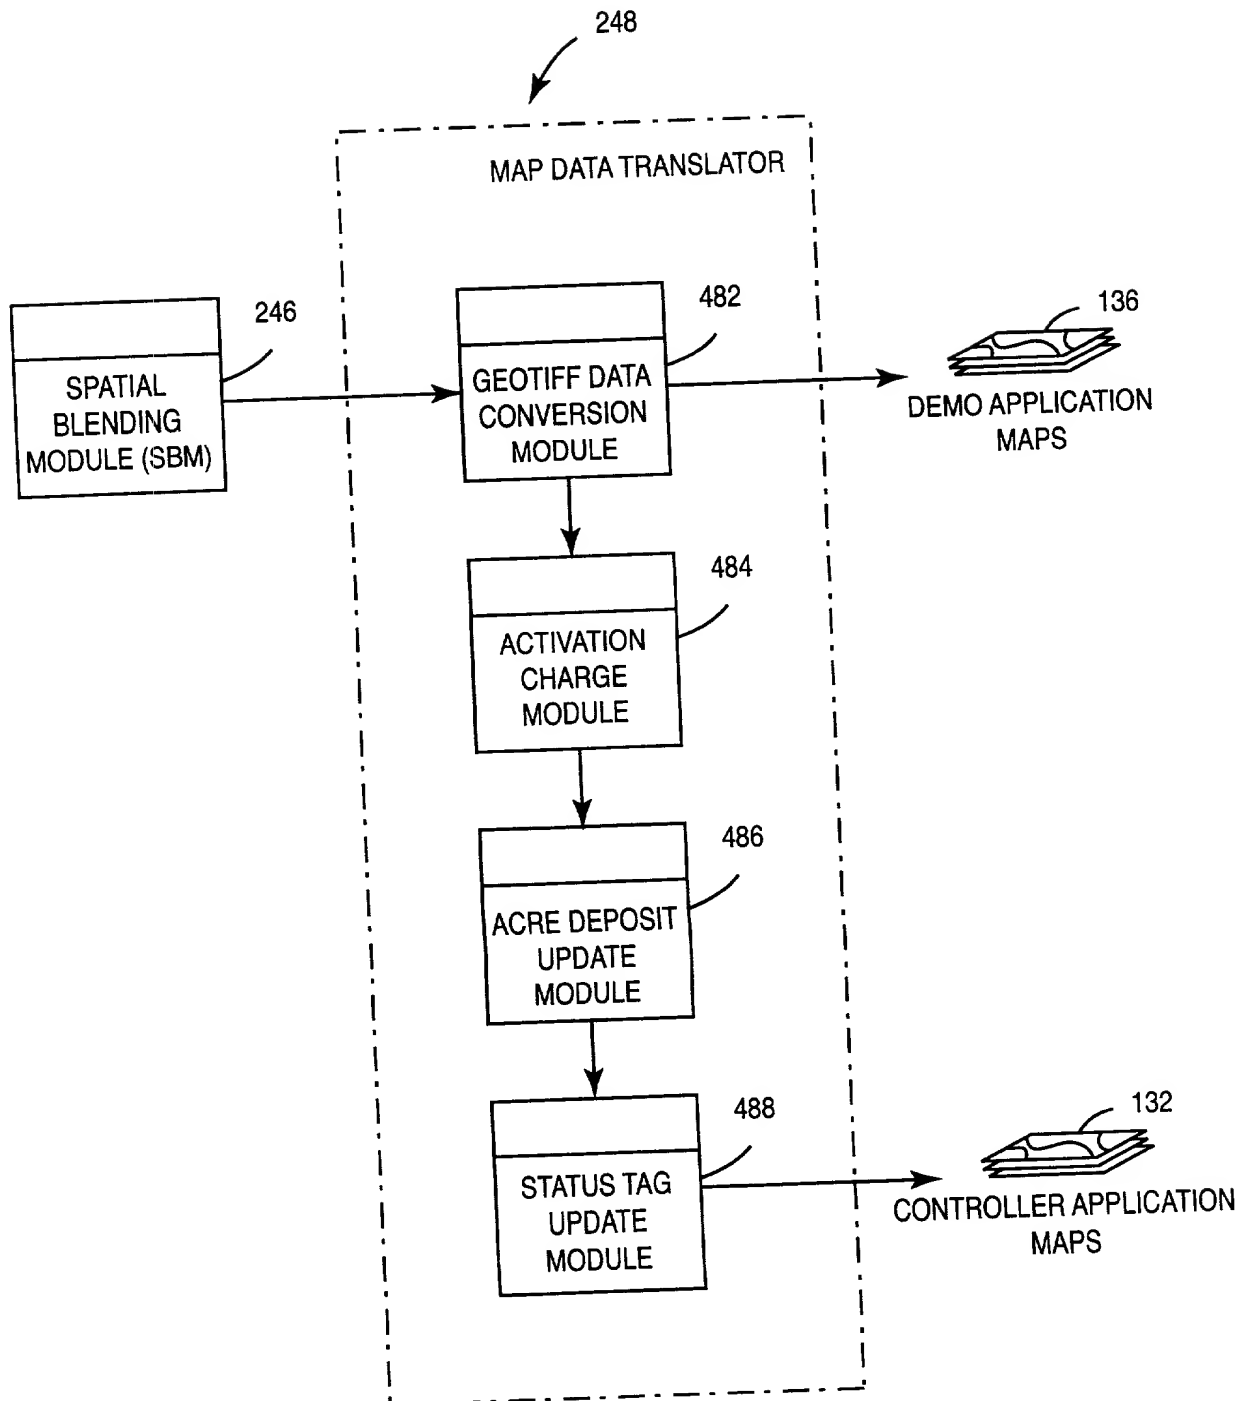 248
MAP DATA TRANSLATOR
246
SPATIAL
BLENDING
MODULE (SBM)
482
GEOTIFF DATA
CONVERSION
MODULE
136
DEMO APPLICATION
MAPS
484
ACTIVATION
CHARGE
MODULE
486
ACRE DEPOSIT
UPDATE
MODULE
488
STATUS TAG
UPDATE
MODULE
132
CONTROLLER APPLICATION
MAPS